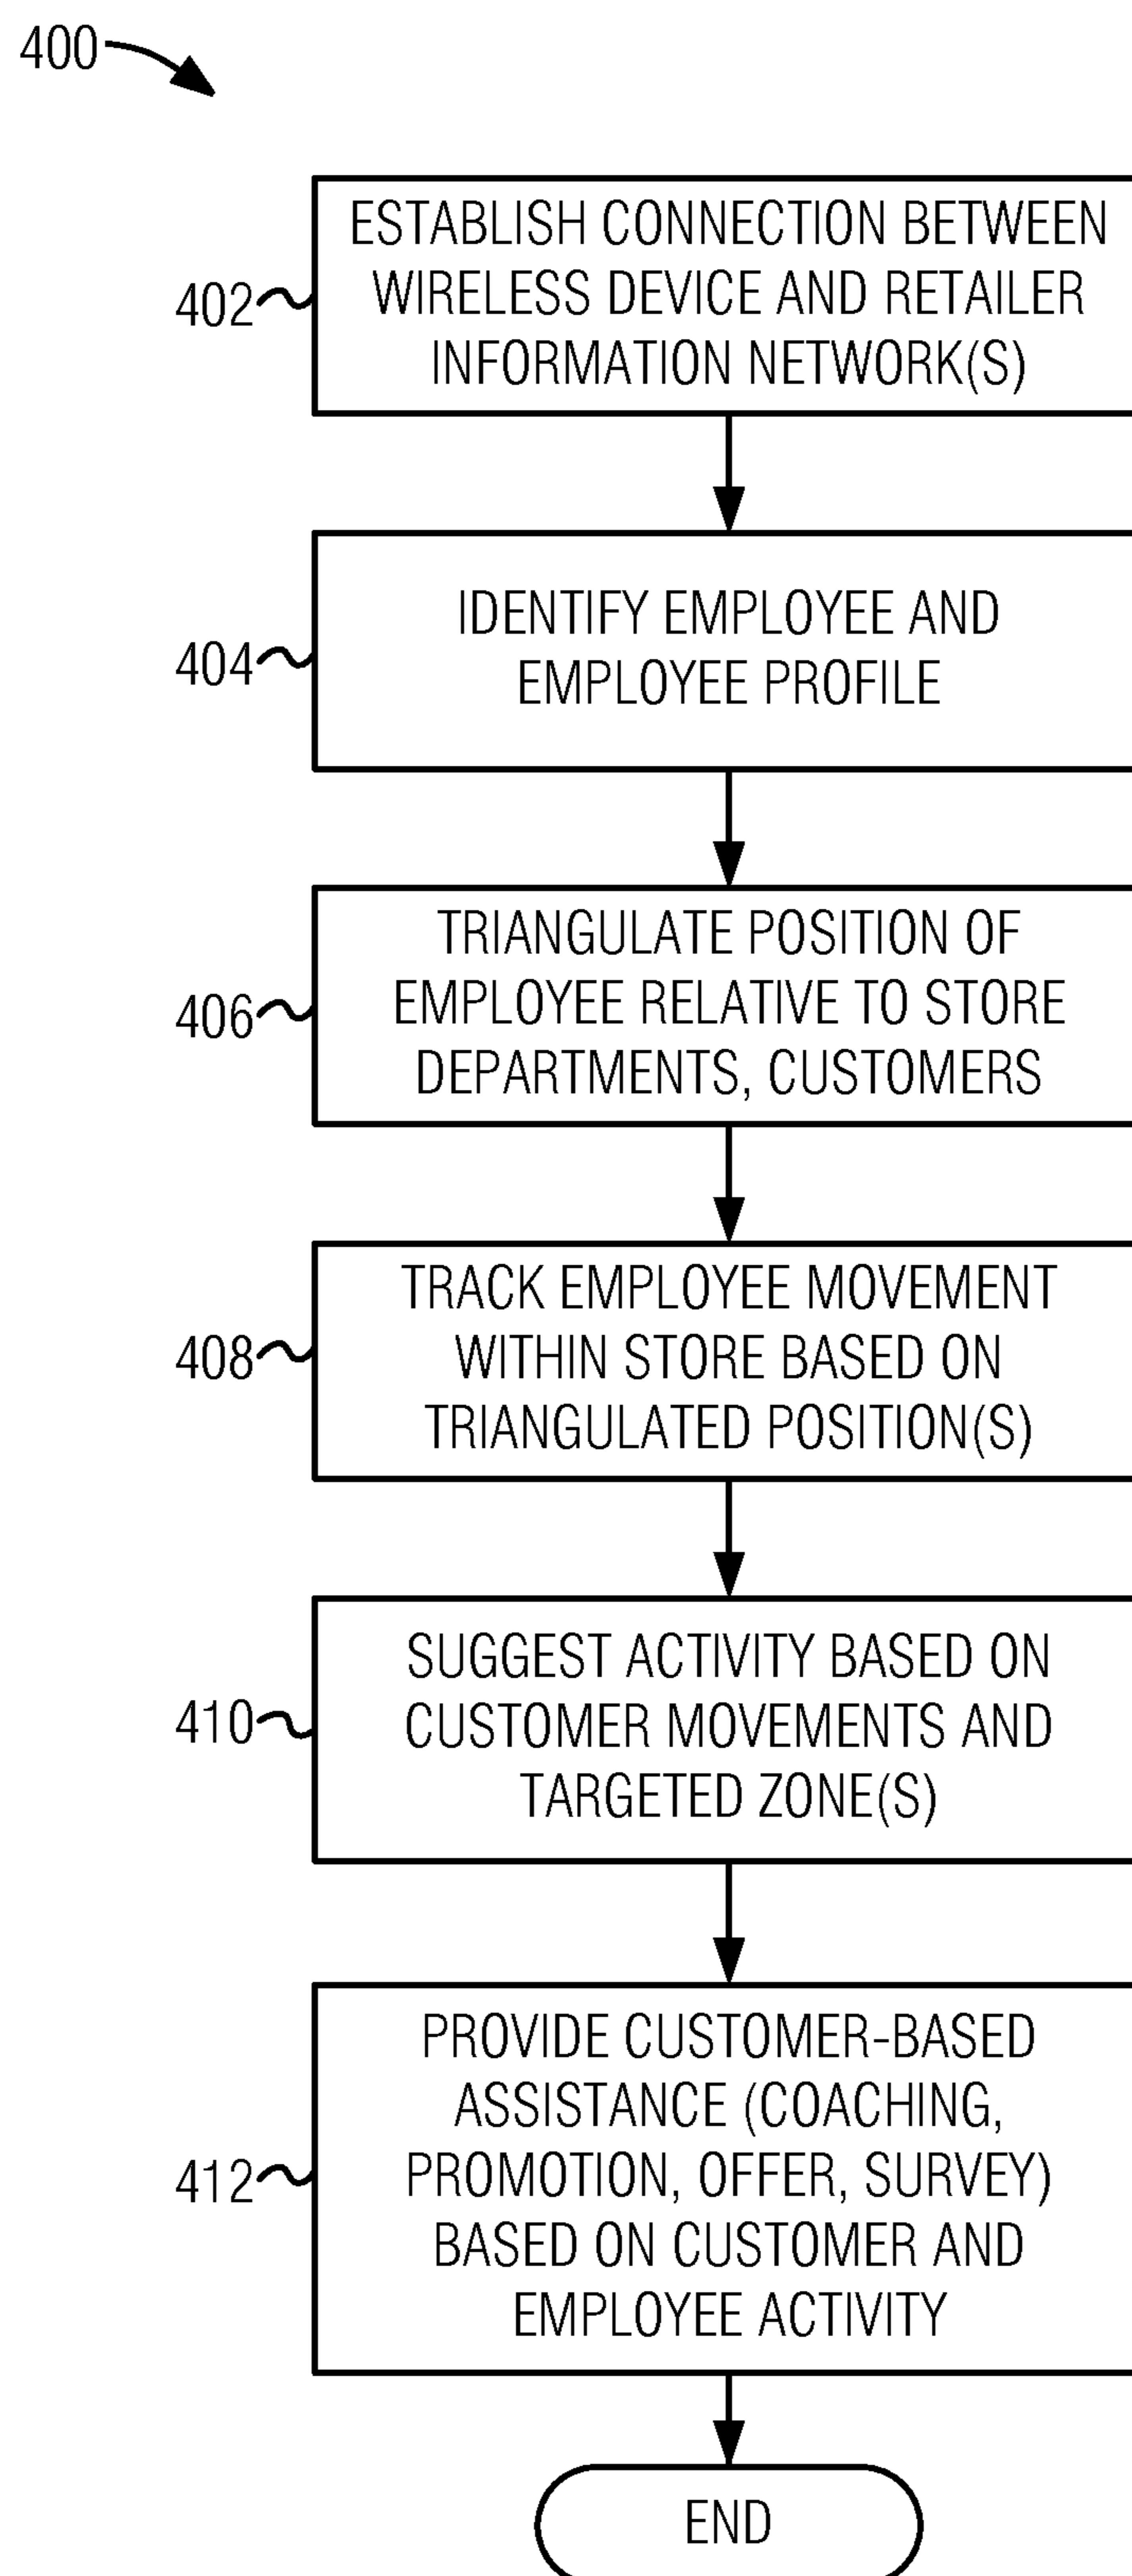 400
402
ESTABLISH CONNECTION BETWEEN
WIRELESS DEVICE AND RETAILER
INFORMATION NETWORK(S)
404
IDENTIFY EMPLOYEE AND
EMPLOYEE PROFILE
406
TRIANGULATE POSITION OF
EMPLOYEE RELATIVE TO STORE
DEPARTMENTS, CUSTOMERS
408
TRACK EMPLOYEE MOVEMENT
WITHIN STORE BASED ON
TRIANGULATED POSITION(S)
410
SUGGEST ACTIVITY BASED ON
CUSTOMER MOVEMENTS AND
TARGETED ZONE(S)
412
PROVIDE CUSTOMER-BASED
ASSISTANCE (COACHING,
PROMOTION, OFFER, SURVEY)
BASED ON CUSTOMER AND
EMPLOYEE ACTIVITY
END